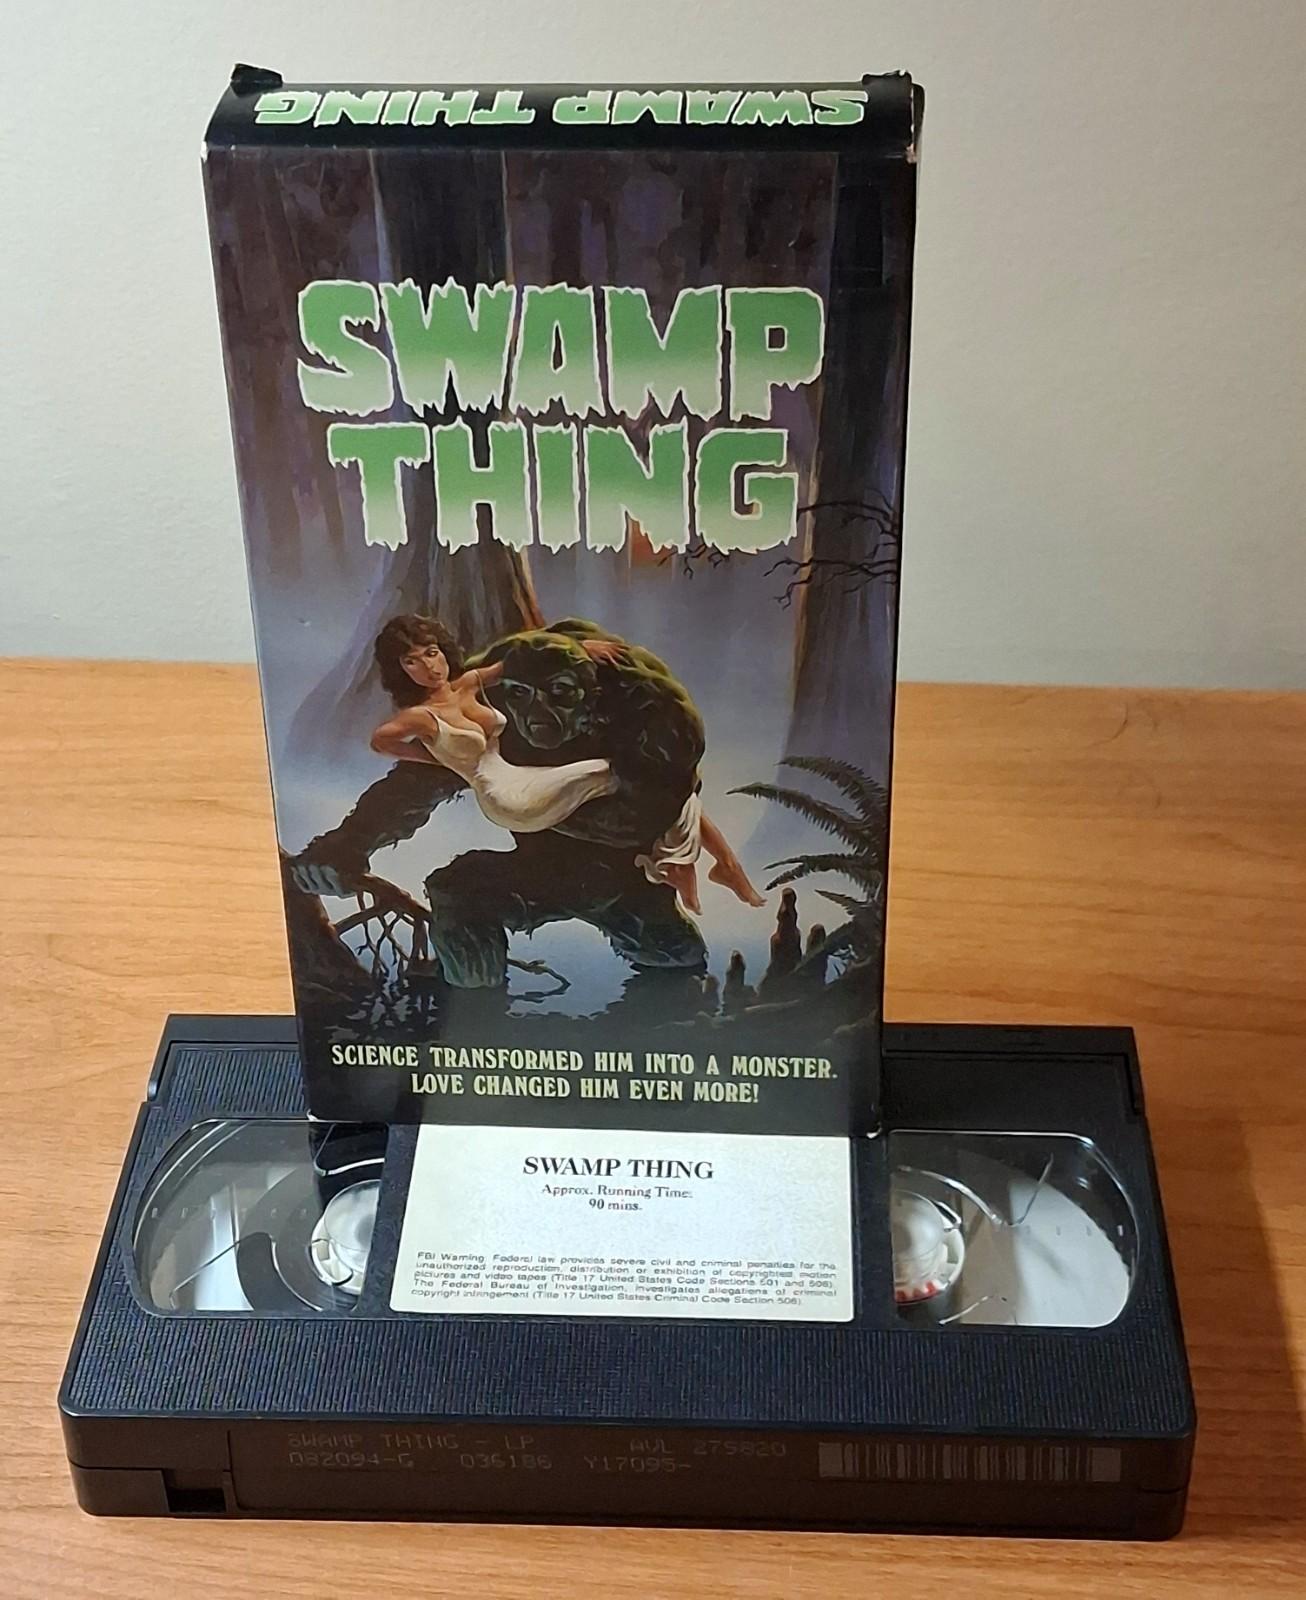 SWAMP THING
SWAMP
THING
SCIENCE TRANSFORMED HIM INTO A MONSTER.
LOVE CHANGED HIM EVEN MORE!
SWAMP THING
Approx. Running Time:
90 mins.
FBI Warning: Federal law provides severe civil and criminal penalties for the
unauthorized reproduction, distribution or exhibition of copyrighted motion
pictures and video tapes (Title 17 United States Code Sections 501 and 506).
The Federal Bureau of Investigation, investigates allegations of criminal
copyright infringement (Title 17 United States Criminal Code Section 506).
SWAMP THING - LP AVL 275820
082094-G 036186 Y17095-